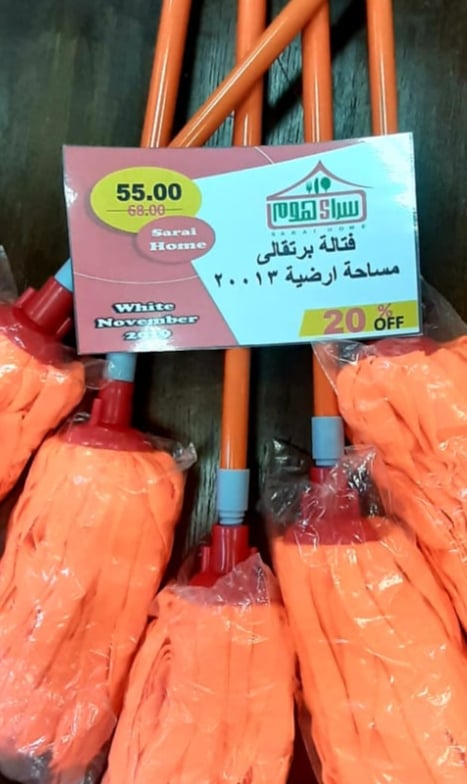 55.00
68.00
Sarai
Home
سراي هوم
SARAI HOME
فتالة برتقالى
مساحة ارضية ٢٠٠١٣
White
November
2019
20% OFF